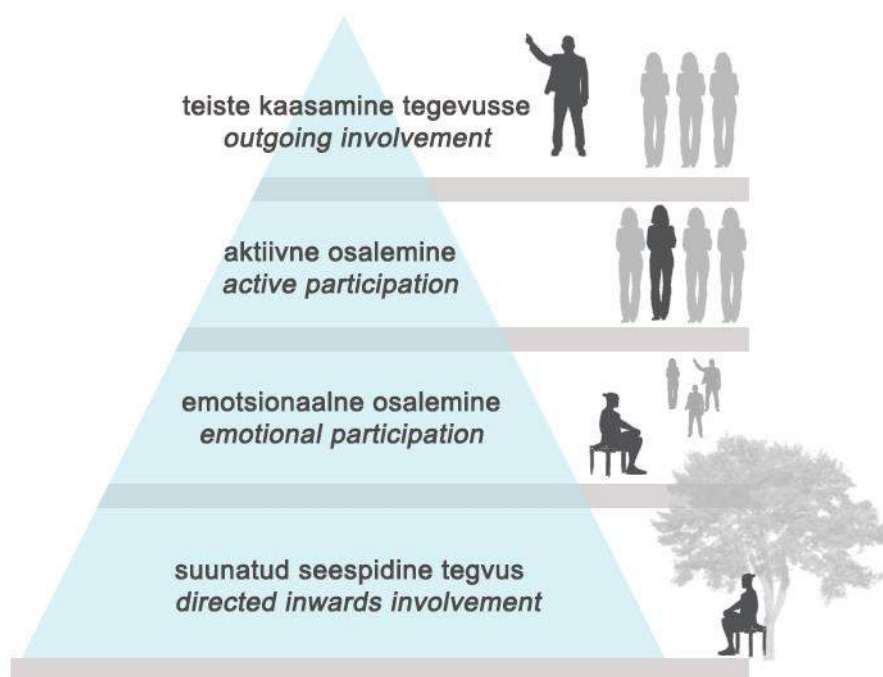 teiste kaasamine tegevusse
outgoing involvement
aktiivne osalemine
active participation
emotsionaalne osalemine
emotional participation
suunatud seespidine tegvus
directed inwards involvement